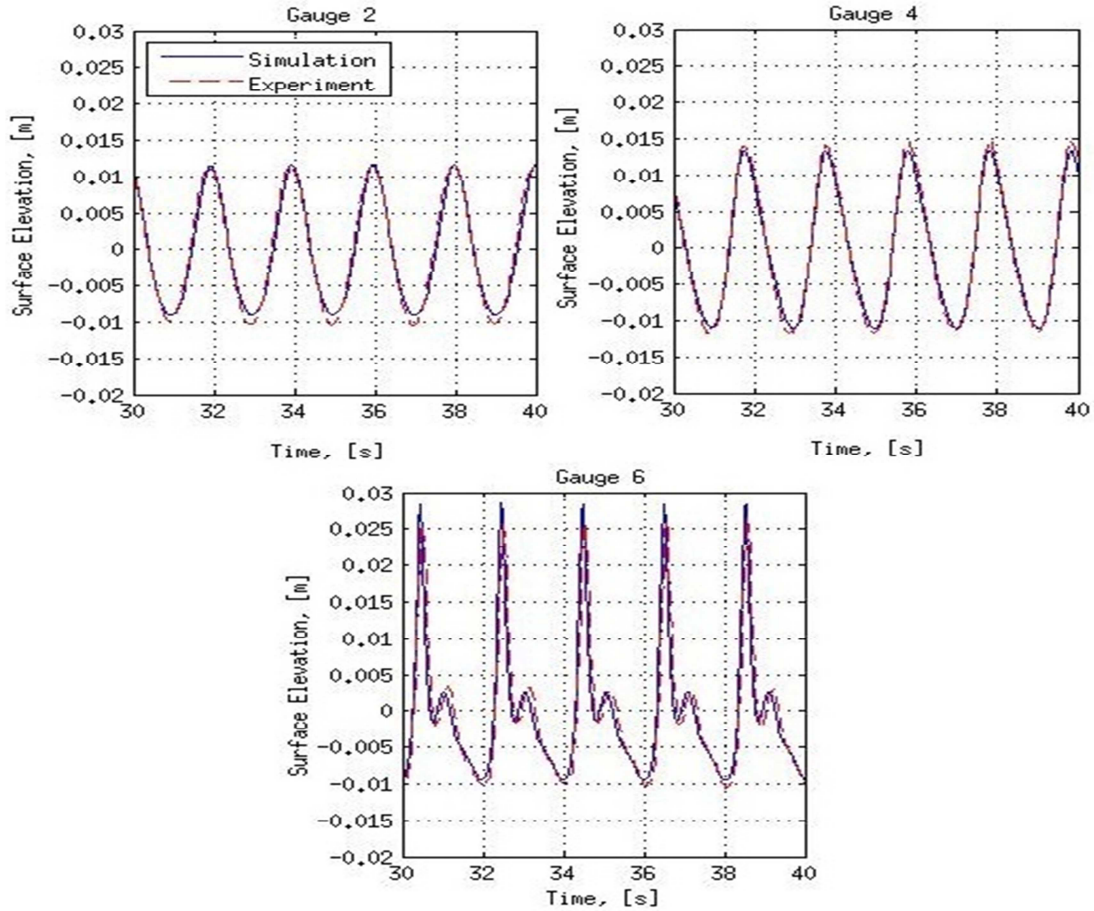 Gauge 2
Simulation
Experiment
0.03
0.025
0.02
0.015
0.01
0.005
0
-0.005
-0.01
-0.015
-0.02
Surface Elevation, [m]
30 32 34 36 38 40
Time, [s]
Gauge 4
0.03
0.025
0.02
0.015
0.01
0.005
0
-0.005
-0.01
-0.015
-0.02
Surface Elevation, [m]
30 32 34 36 38 40
Time, [s]
Gauge 6
0.03
0.025
0.02
0.015
0.01
0.005
0
-0.005
-0.01
-0.015
-0.02
Surface Elevation, [m]
30 32 34 36 38 40
Time, [s]